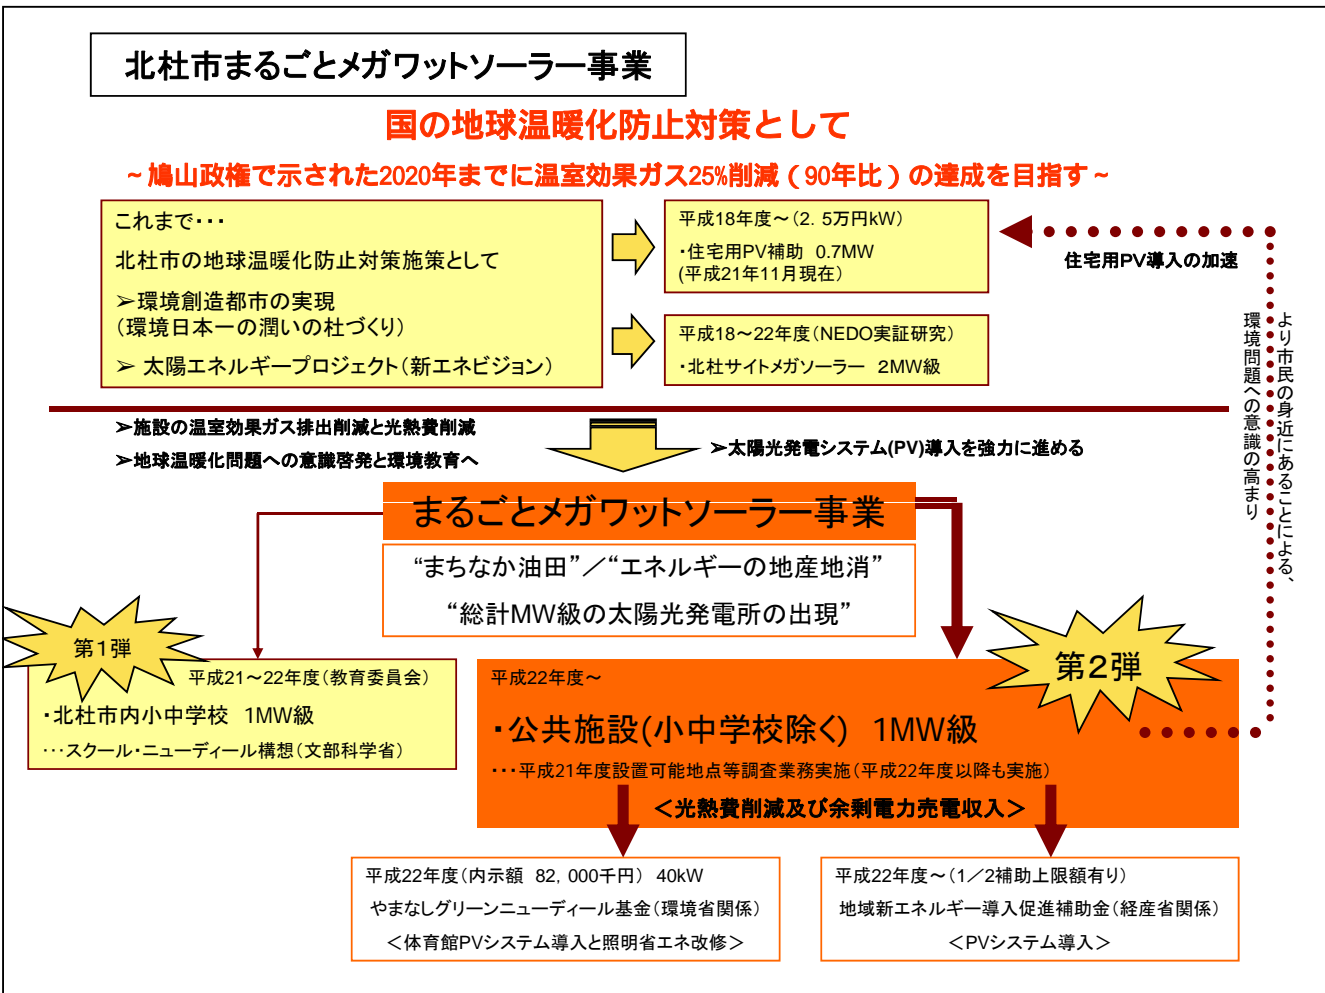 北杜市まるごとメガワットソーラー事業
国の地球温暖化防止対策として
~鳩山政権で示された2020年までに温室効果ガス25%削減(90年比)の達成を目指す~
これまで・・・
北杜市の地球温暖化防止対策施策として
➢環境創造都市の実現
(環境日本一の潤いの杜づくり)
➢ 太陽エネルギープロジェクト(新エネビジョン)
平成18年度~(2.5万円kW)
・住宅用PV補助 0.7MW
(平成21年11月現在)
平成18~22年度(NEDO実証研究)
・北杜サイトメガソーラー 2MW級
住宅用PV導入の加速
より市民の身近にあることによる、
環境問題への意識の高まり
➢施設の温室効果ガス排出削減と光熱費削減
➢地球温暖化問題への意識啓発と環境教育へ
➢太陽光発電システム(PV)導入を強力に進める
まるごとメガワットソーラー事業
“まちなか油田”/“エネルギーの地産地消”
“総計MW級の太陽光発電所の出現”
第1弾
平成21~22年度(教育委員会)
・北杜市内小中学校 1MW級
・・・スクール・ニューディール構想(文部科学省)
第2弾
平成22年度~
・公共施設(小中学校除く) 1MW級
・・・平成21年度設置可能地点等調査業務実施(平成22年度以降も実施)
<光熱費削減及び余剰電力売電収入>
平成22年度(内示額 82,000千円) 40kW
やまなしグリーンニューディール基金(環境省関係)
<体育館PVシステム導入と照明省エネ改修>
平成22年度~(1/2補助上限額有り)
地域新エネルギー導入促進補助金(経産省関係)
<PVシステム導入>